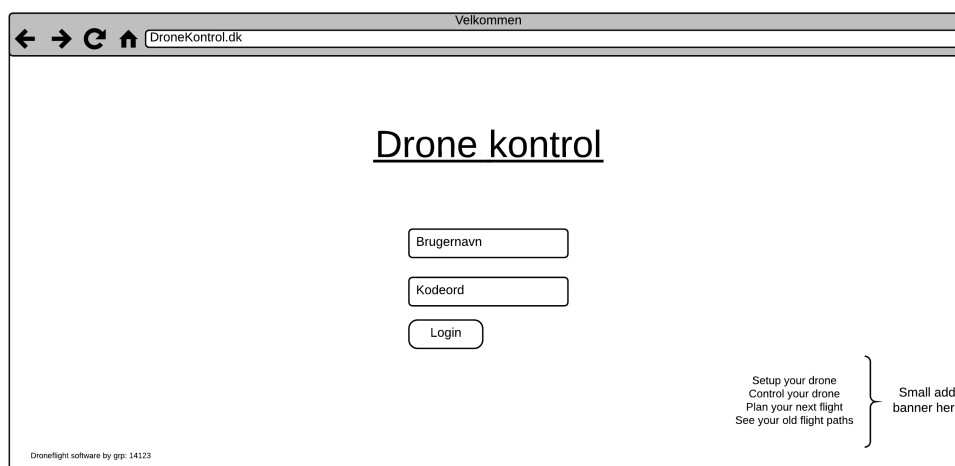 Velkommen
DroneKontrol.dk
Drone kontrol
Brugernavn
Kodeord
Login
Setup your drone
Control your drone
Plan your next flight
See your old flight paths
Small add
banner her
Droneflight software by grp: 14123